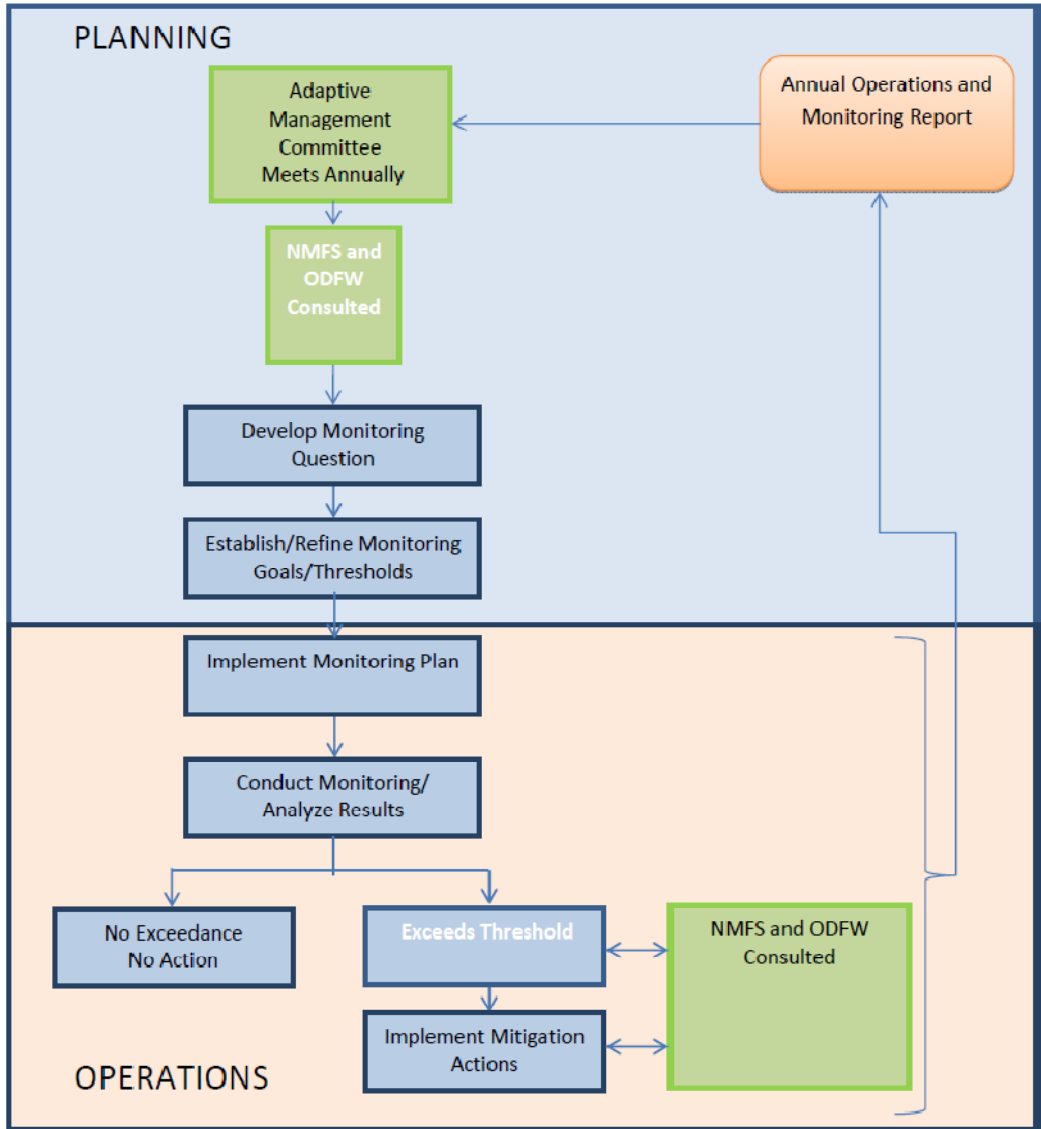 PLANNING
Adaptive
Management
Committee
Meets Annually
Annual Operations and
Monitoring Report
NMFS and
ODFW
Consulted
Develop Monitoring
Question
Establish/Refine Monitoring
Goals/Thresholds
Implement Monitoring Plan
Conduct Monitoring/
Analyze Results
No Exceedance
No Action
Exceeds Threshold
NMFS and ODFW
Consulted
Implement Mitigation
Actions
OPERATIONS